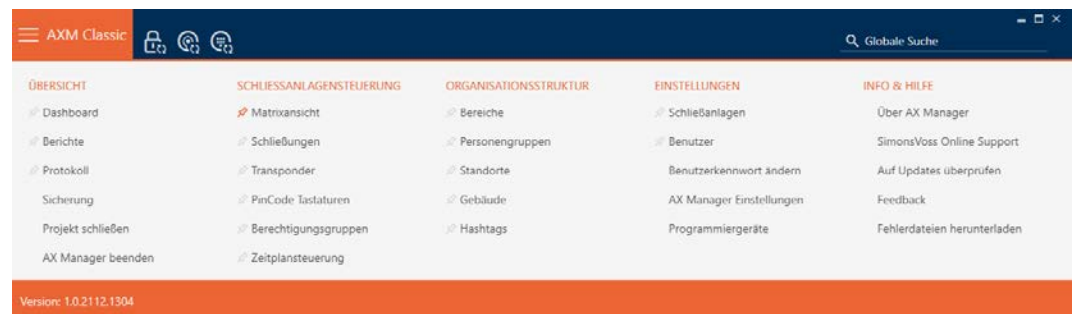 AXM Classic
Globale Suche
ÜBERSICHT
Dashboard
Berichte
Protokoll
Sicherung
Projekt schließen
AX Manager beenden
SCHLIESSANLAGENSTEUERUNG
Matrixansicht
Schließungen
Transponder
PinCode Tastaturen
Berechtigungsgruppen
Zeitplansteuerung
ORGANISATIONSSTRUKTUR
Bereiche
Personengruppen
Standorte
Gebäude
Hashtags
EINSTELLUNGEN
Schließanlagen
Benutzer
Benutzerkennwort ändern
AX Manager Einstellungen
Programmiergeräte
INFO & HILFE
Über AX Manager
SimonsVoss Online Support
Auf Updates überprüfen
Feedback
Fehlerdateien herunterladen
Version: 1.0.2112.1304